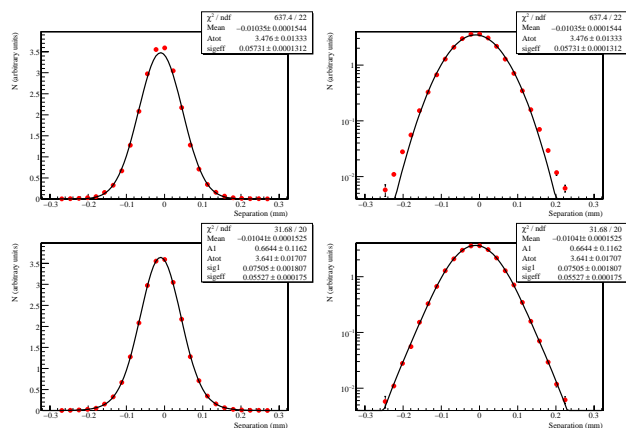 χ² / ndf 637.4 / 22
Mean −0.01035± 0.0001544
Atot 3.476 ± 0.01333
sigeff 0.05731 ± 0.0001312
N (arbitrary units)
3.5
3
2.5
2
1.5
1
0.5
0
−0.3 −0.2 −0.1 0 0.1 0.2 0.3
Separation (mm)
χ² / ndf 637.4 / 22
Mean −0.01035± 0.0001544
Atot 3.476 ± 0.01333
sigeff 0.05731 ± 0.0001312
N (arbitrary units)
1
10⁻¹
10⁻²
−0.3 −0.2 −0.1 0 0.1 0.2 0.3
Separation (mm)
χ² / ndf 31.68 / 20
Mean −0.01041± 0.0001525
A1 0.6644 ± 0.1162
Atot 3.641 ± 0.01707
sig1 0.07505 ± 0.001807
sigeff 0.05527 ± 0.000175
N (arbitrary units)
3.5
3
2.5
2
1.5
1
0.5
0
−0.3 −0.2 −0.1 0 0.1 0.2 0.3
Separation (mm)
χ² / ndf 31.68 / 20
Mean −0.01041± 0.0001525
A1 0.6644 ± 0.1162
Atot 3.641 ± 0.01707
sig1 0.07505 ± 0.001807
sigeff 0.05527 ± 0.000175
N (arbitrary units)
1
10⁻¹
10⁻²
−0.3 −0.2 −0.1 0 0.1 0.2 0.3
Separation (mm)